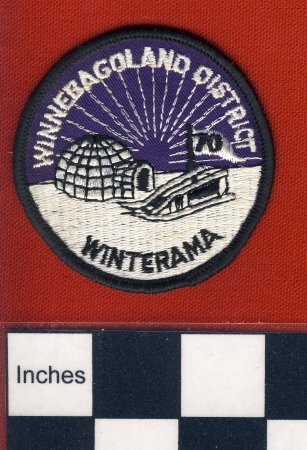 WINNEBAGOLAND DISTRICT
70
WINTERAMA
Inches